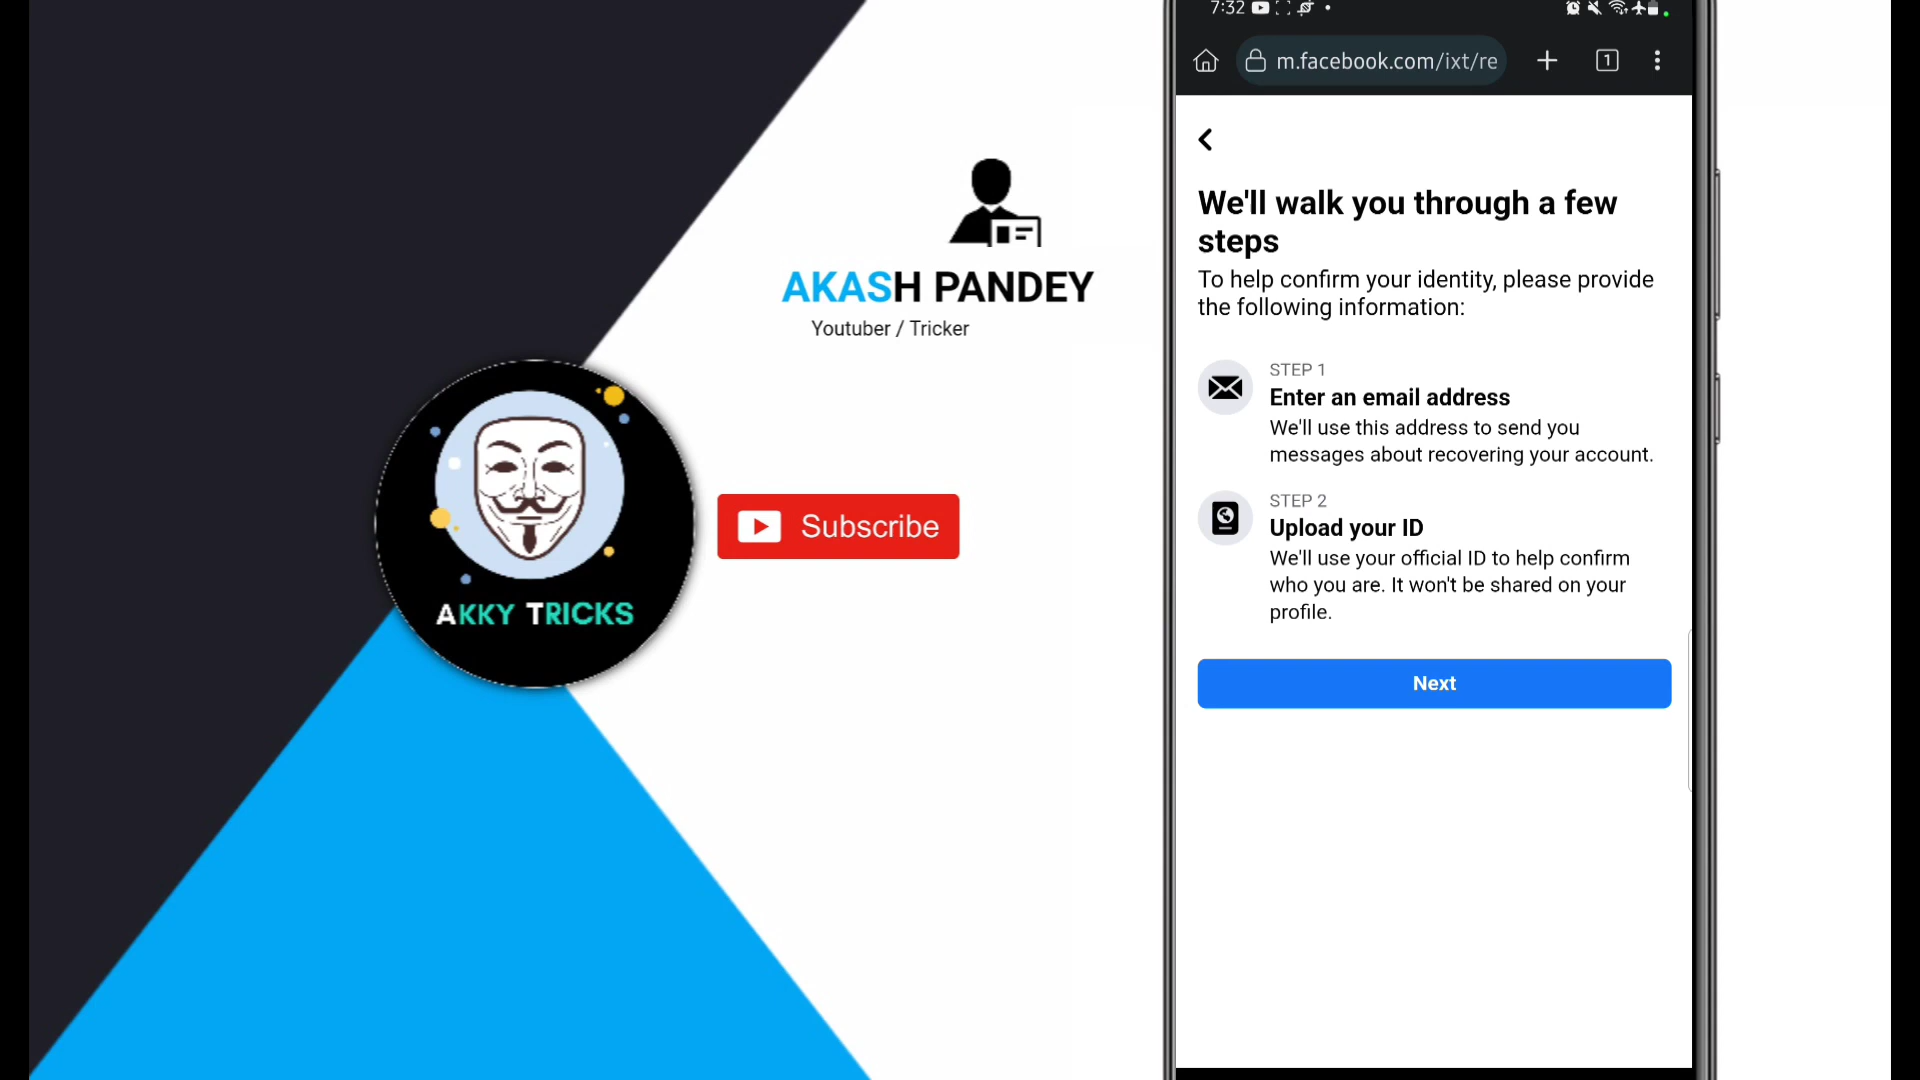 AKASH PANDEY
Youtuber / Tricker
AKKY TRICKS
Subscribe
7:32
m.facebook.com/ixt/re
1
We'll walk you through a few
steps
To help confirm your identity, please provide
the following information:
STEP 1
Enter an email address
We'll use this address to send you
messages about recovering your account.
STEP 2
Upload your ID
We'll use your official ID to help confirm
who you are. It won't be shared on your
profile.
Next